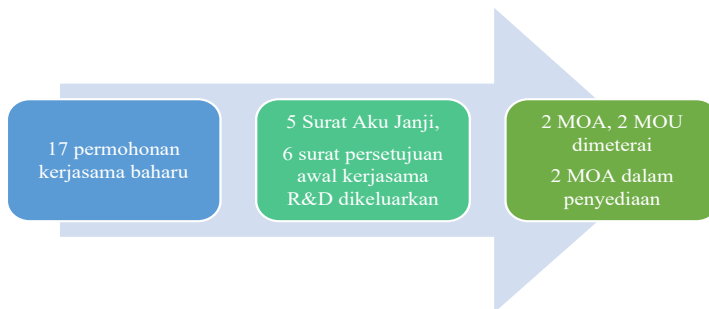 17 permohonan
kerjasama baharu
5 Surat Aku Janji,
6 surat persetujuan
awal kerjasama
R&D dikeluarkan
2 MOA, 2 MOU
dimeterai
2 MOA dalam
penyediaan